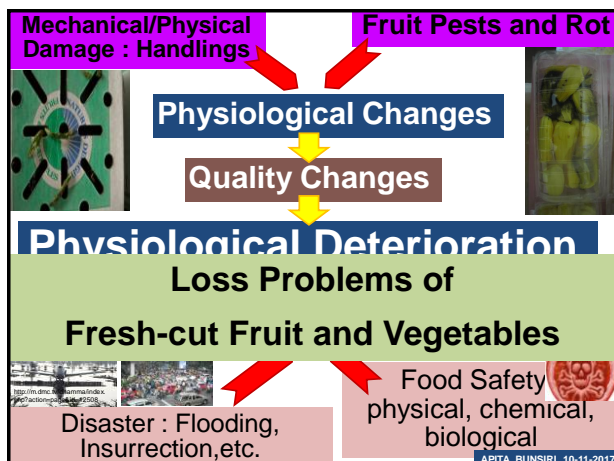 Mechanical/Physical
Damage : Handlings
Fruit Pests and Rot
Physiological Changes
Quality Changes
Physiological Deterioration
Loss Problems of
Fresh-cut Fruit and Vegetables
Disaster : Flooding,
Insurrection,etc.
Food Safety
physical, chemical,
biological
APITA BUNSIRI 10-11-2017